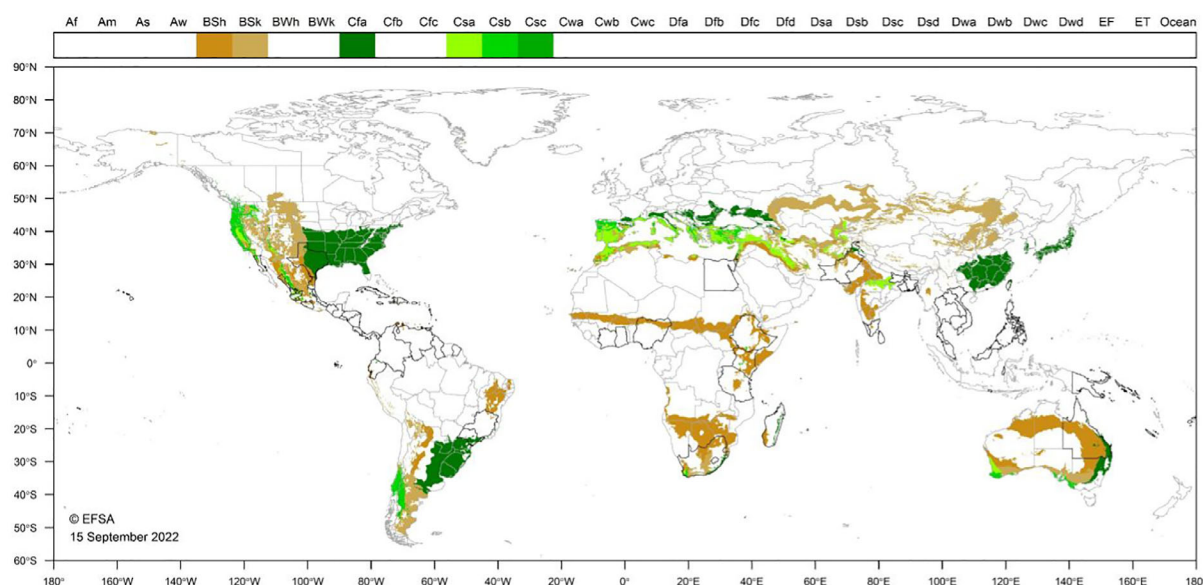 Af Am As Aw BSh BSk BWh BWk Cfa Cfb Cfc Csa Csb Csc Cwa Cwb Cwc Dfa Dfb Dfc Dfd Dsa Dsb Dsc Dsd Dwa Dwb Dwc Dwd EF ET Ocean
90°N
80°N
70°N
60°N
50°N
40°N
30°N
20°N
10°N
0°
10°S
20°S
30°S
40°S
50°S
60°S
© EFSA
15 September 2022
180° 160°W 140°W 120°W 100°W 80°W 60°W 40°W 20°W 0° 20°E 40°E 60°E 80°E 100°E 120°E 140°E 160°E 180°